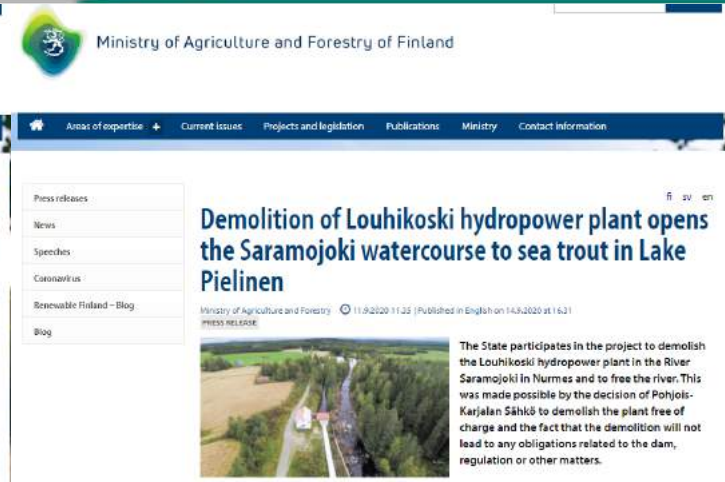 Ministry of Agriculture and Forestry of Finland
Areas of expertise + Current issues Projects and legislation Publications Ministry Contact information
fi sv en
Press releases
News
Speeches
Coronavirus
Renewable Finland – Blog
Blog
Demolition of Louhikoski hydropower plant opens
the Saramojoki watercourse to sea trout in Lake
Pielinen
Ministry of Agriculture and Forestry 11.9.2020 11.35 | Published in English on 14.9.2020 at 16.31
PRESS RELEASE
The State participates in the project to demolish
the Louhikoski hydropower plant in the River
Saramojoki in Nurmes and to free the river. This
was made possible by the decision of Pohjois-
Karjalan Sähkö to demolish the plant free of
charge and the fact that the demolition will not
lead to any obligations related to the dam,
regulation or other matters.